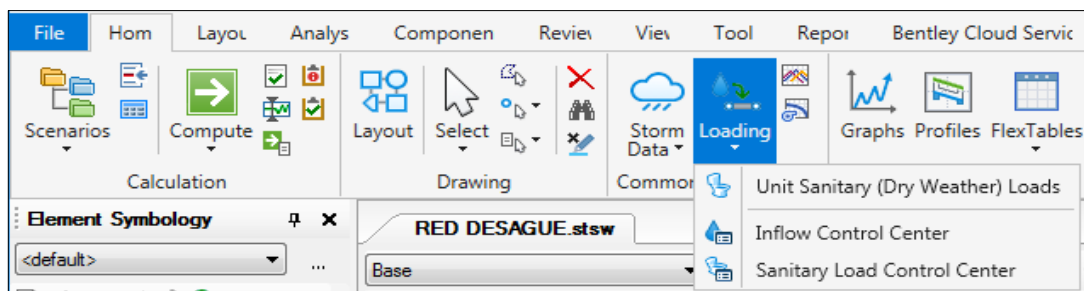 File Hom Layou Analys Componen Reviev Viev Tool Repor Bentley Cloud Servic
Scenarios Compute Layout Select Storm Data Loading Graphs Profiles FlexTables
Calculation Drawing Commor
Unit Sanitary (Dry Weather) Loads
Element Symbology
RED DESAGUE.stsw
Inflow Control Center
<default> ...
Base
Sanitary Load Control Center